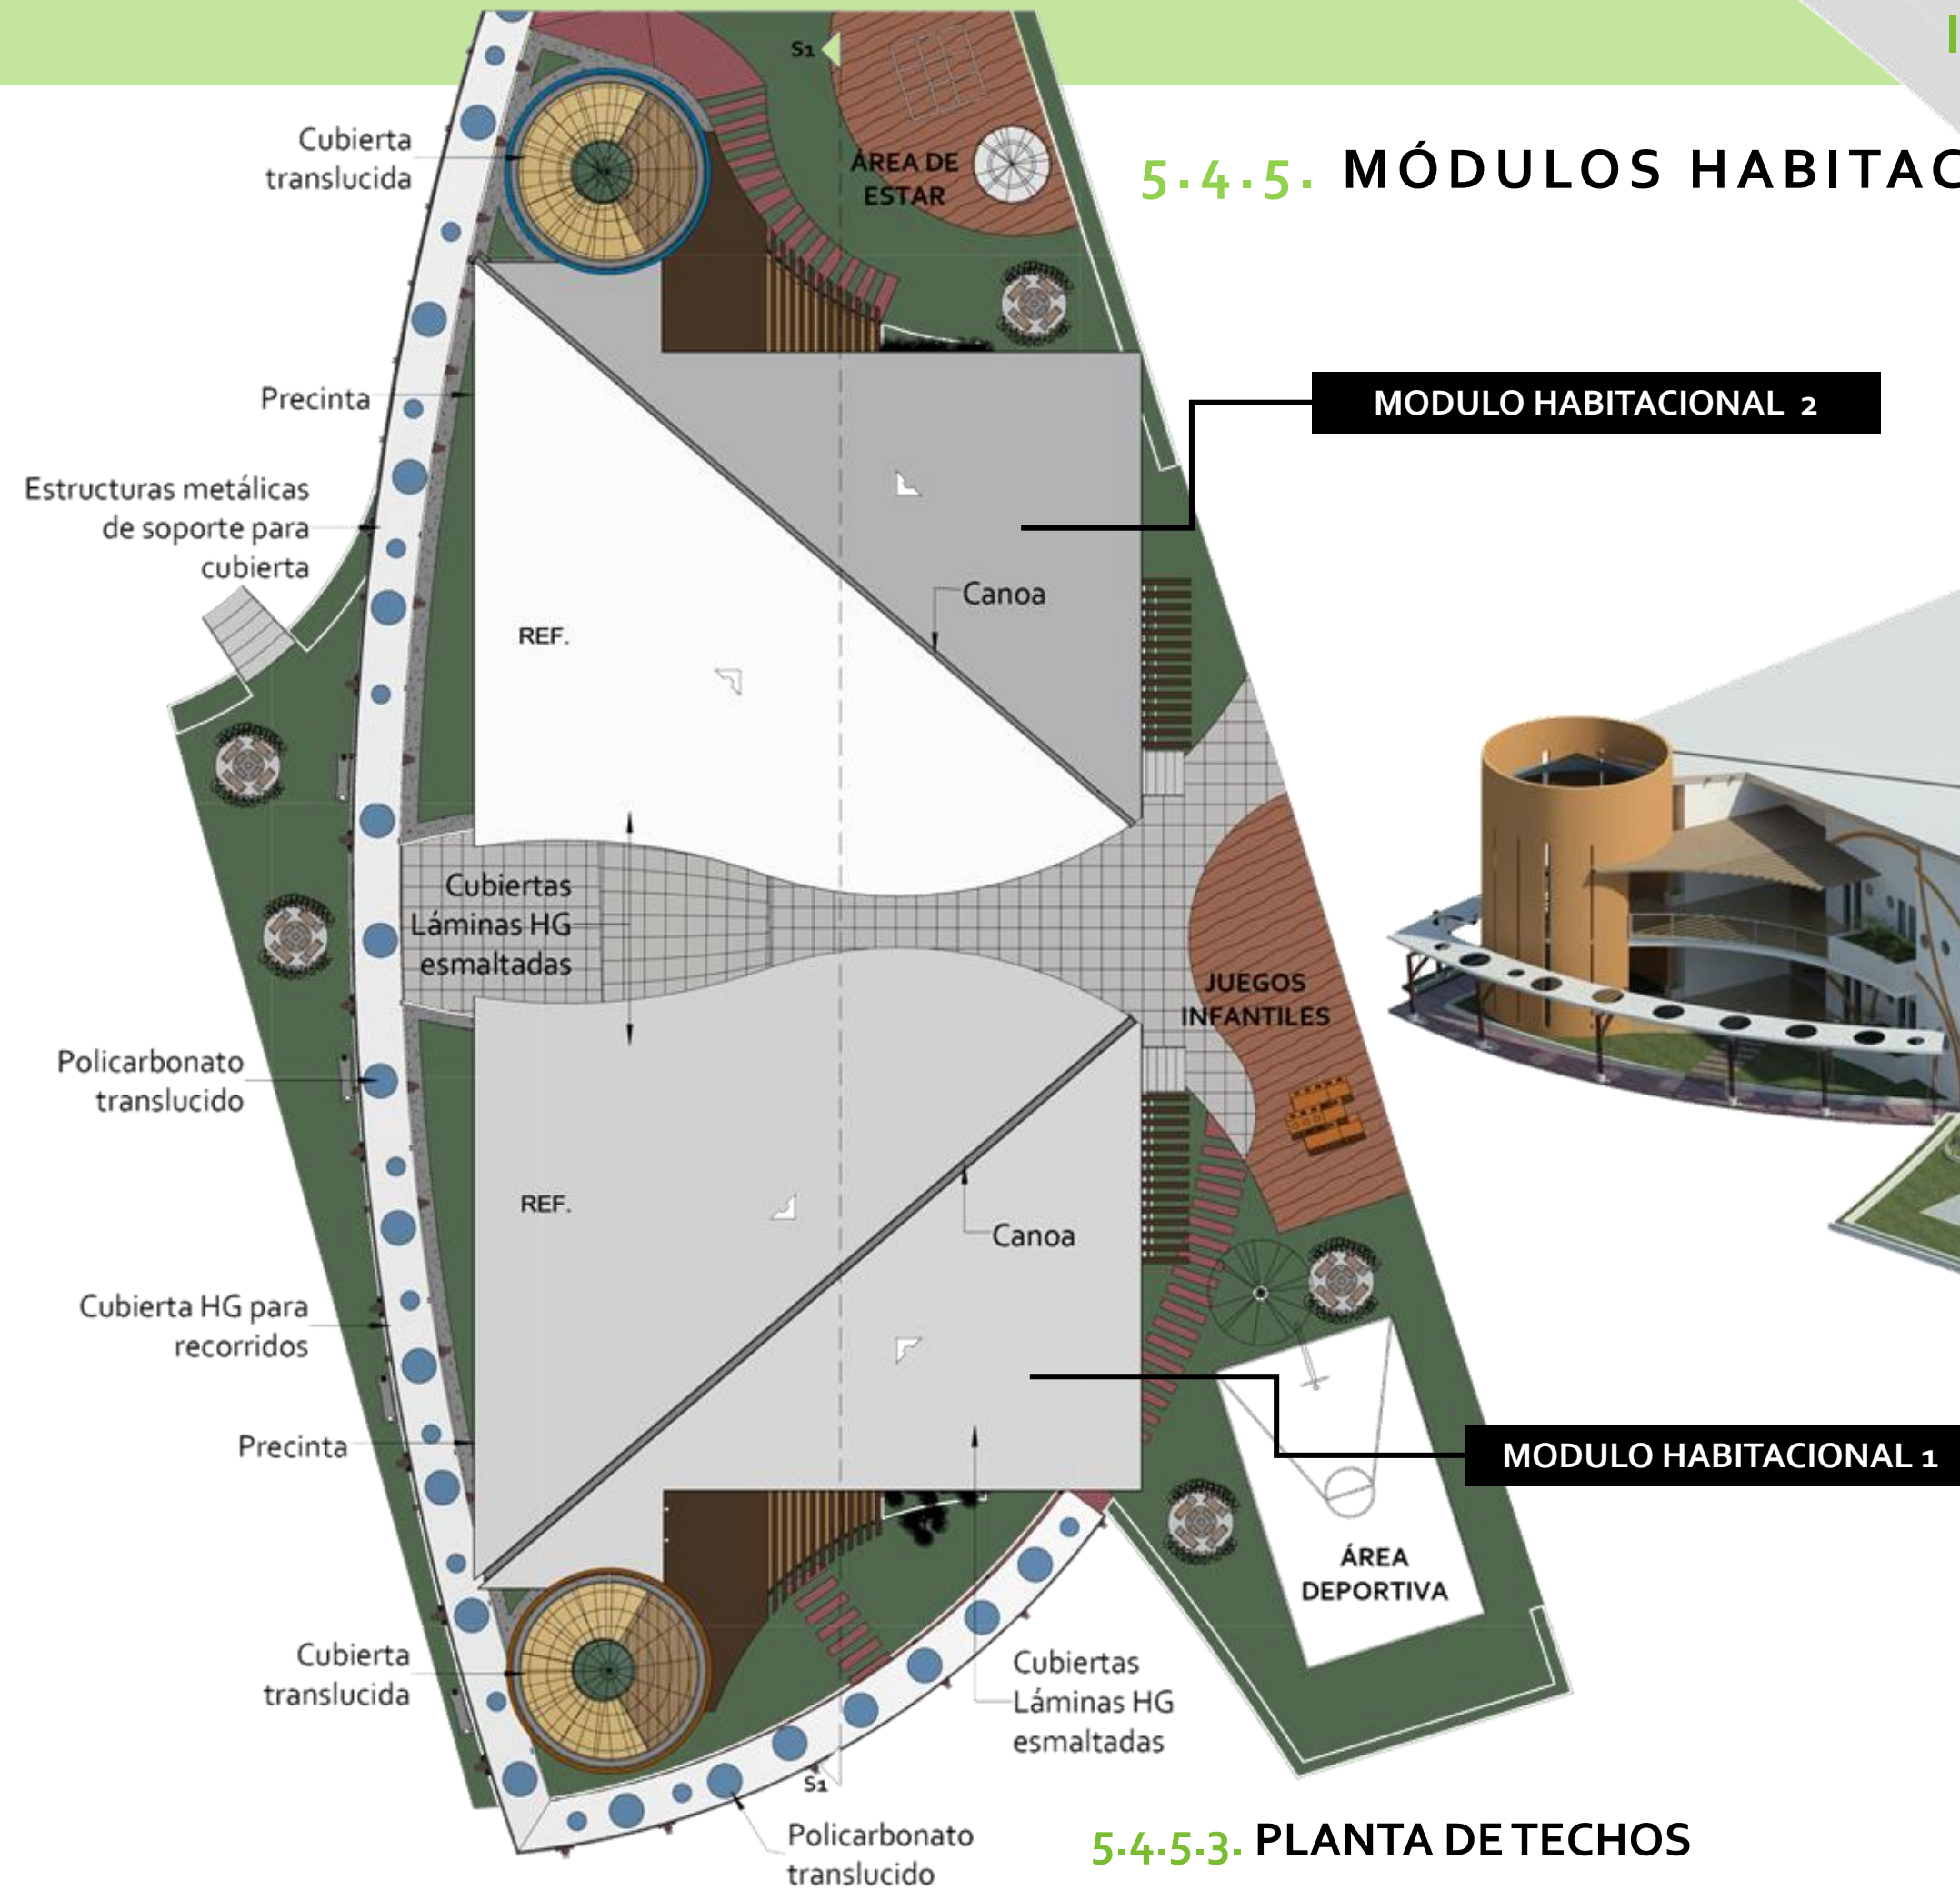 S1
Cubierta
translucida
ÁREA DE
ESTAR
5.4.5. MÓDULOS
Precinta
MODULO HABITACIONAL 2
Estructuras metálicas
de soporte para
cubierta
Canoa
REF.
Cubiertas
Láminas HG
esmaltadas
JUEGOS
INFANTILES
Policarbonato
translucido
REF.
Canoa
Cubierta HG para
recorridos
Precinta
MODULO HABITACIONAL 1
ÁREA
DEPORTIVA
Cubierta
translucida
Cubiertas
Láminas HG
esmaltadas
S1
Policarbonato
translucido
5.4.5.3. PLANTA DE TECHOS